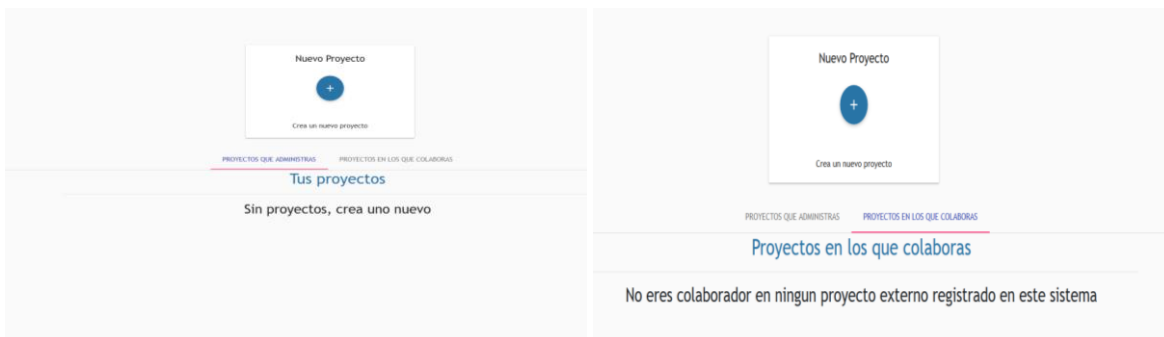 Nuevo Proyecto
+
Crea un nuevo proyecto
PROYECTOS QUE ADMINISTRAS PROYECTOS EN LOS QUE COLABORAS
Tus proyectos
Sin proyectos, crea uno nuevo
Nuevo Proyecto
+
Crea un nuevo proyecto
PROYECTOS QUE ADMINISTRAS PROYECTOS EN LOS QUE COLABORAS
Proyectos en los que colaboras
No eres colaborador en ningun proyecto externo registrado en este sistema